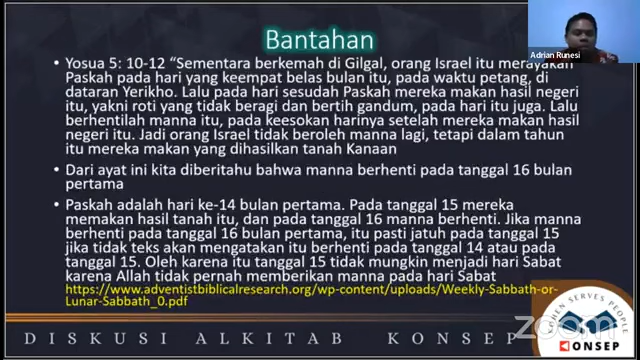 Bantahan
Adrian Runesi
• Yosua 5: 10-12 “Sementara berkemah di Gilgal, orang Israel itu merayakan
Paskah pada hari yang keempat belas bulan itu, pada waktu petang, di
dataran Yerikho. Lalu pada hari sesudah Paskah mereka makan hasil negeri
itu, yakni roti yang tidak beragi dan bertih gandum, pada hari itu juga. Lalu
berhentilah manna itu, pada keesokan harinya setelah mereka makan hasil
negeri itu. Jadi orang Israel tidak beroleh manna lagi, tetapi dalam tahun
itu mereka makan yang dihasilkan tanah Kanaan
• Dari ayat ini kita diberitahu bahwa manna berhenti pada tanggal 16 bulan
pertama
• Paskah adalah hari ke-14 bulan pertama. Pada tanggal 15 mereka
memakan hasil tanah itu, dan pada tanggal 16 manna berhenti. Jika manna
berhenti pada tanggal 16 bulan pertama, itu pasti jatuh pada tanggal 15
jika tidak teks akan mengatakan itu berhenti pada tanggal 14 atau pada
tanggal 15. Oleh karena itu tanggal 15 tidak mungkin menjadi hari Sabat
karena Allah tidak pernah memberikan manna pada hari Sabat
https://www.adventistbiblicalresearch.org/wp-content/uploads/Weekly-Sabbath-or-
Lunar-Sabbath_0.pdf
DISKUSI ALKITAB KONSEP
SERVES PEOPLE
zoom
KONSEP